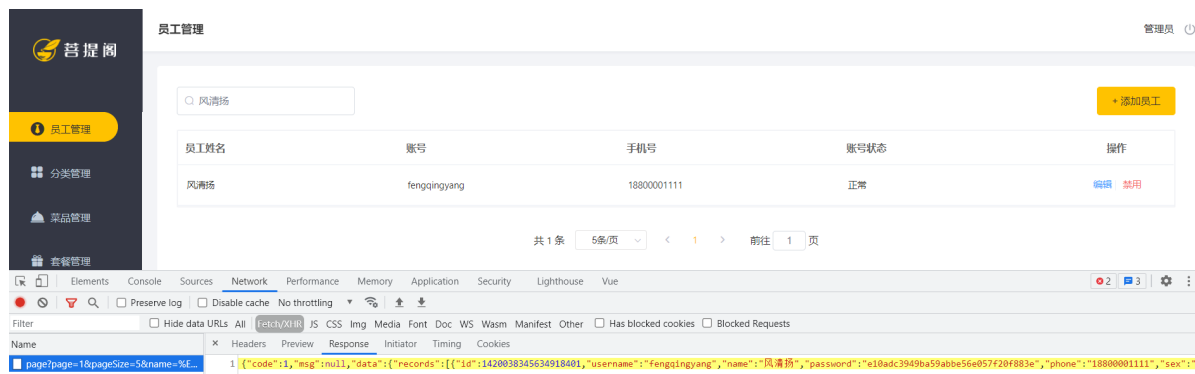 菩提阁
员工管理
管理员
风清扬
+ 添加员工
员工管理
员工姓名 账号 手机号 账号状态 操作
分类管理
风清扬 fengqingyang 18800001111 正常 编辑 禁用
菜品管理
共 1 条 5条/页 1 前往 1 页
套餐管理
Elements Console Sources Network Performance Memory Application Security Lighthouse Vue 2 3
Preserve log Disable cache No throttling
Filter Hide data URLs All Fetch/XHR JS CSS Img Media Font Doc WS Wasm Manifest Other Has blocked cookies Blocked Requests
Name × Headers Preview Response Initiator Timing Cookies
page?page=1&pageSize=5&name=%E... 1 {"code":1,"msg":null,"data":{"records":[{"id":1420038345634918401,"username":"fengqingyang","name":"风清扬","password":"e10adc3949ba59abbe56e057f20f883e","phone":"18800001111","sex":"